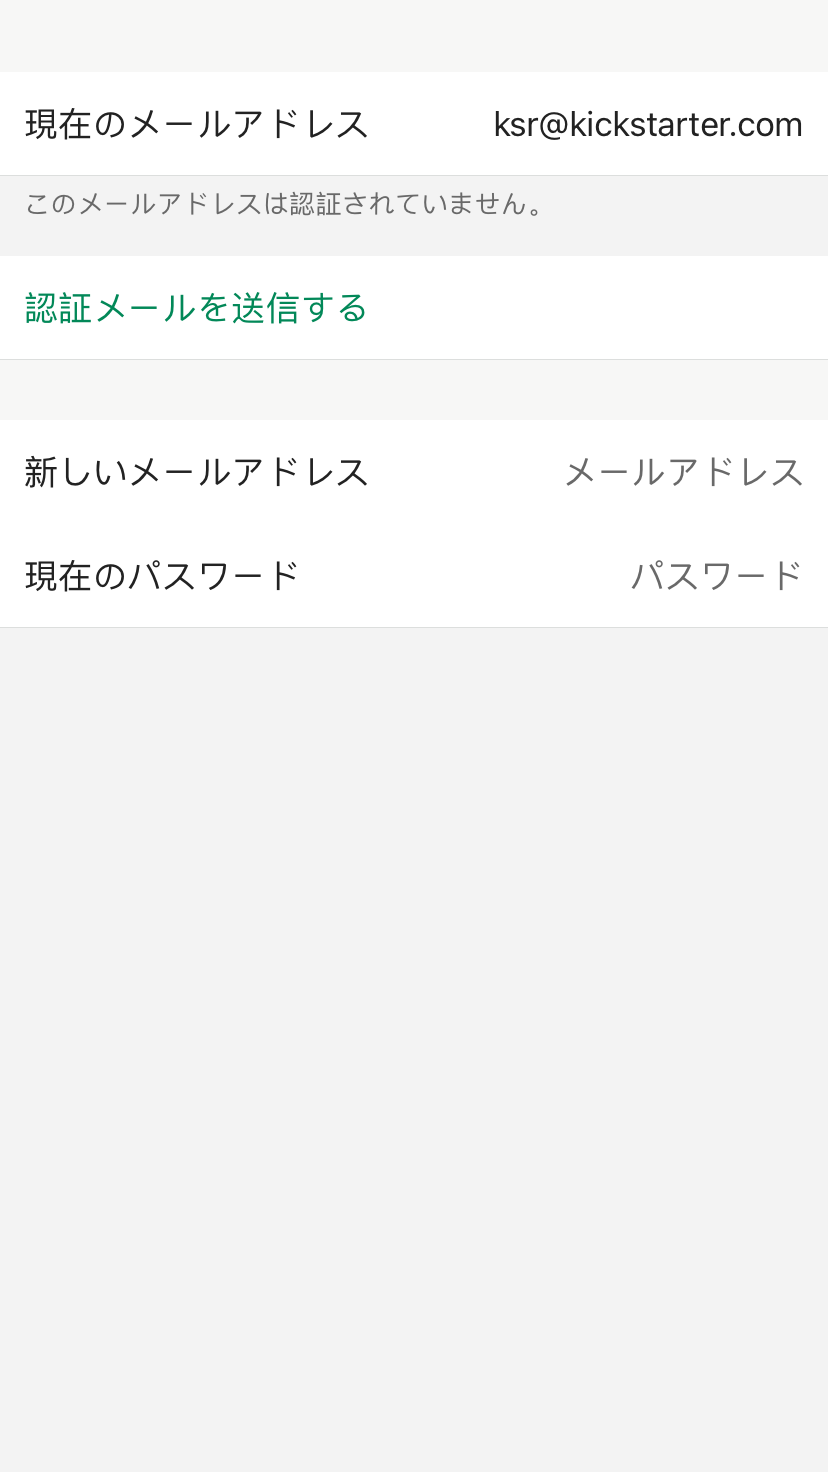 現在のメールアドレス ksr@kickstarter.com
このメールアドレスは認証されていません。
認証メールを送信する
新しいメールアドレス メールアドレス
現在のパスワード パスワード